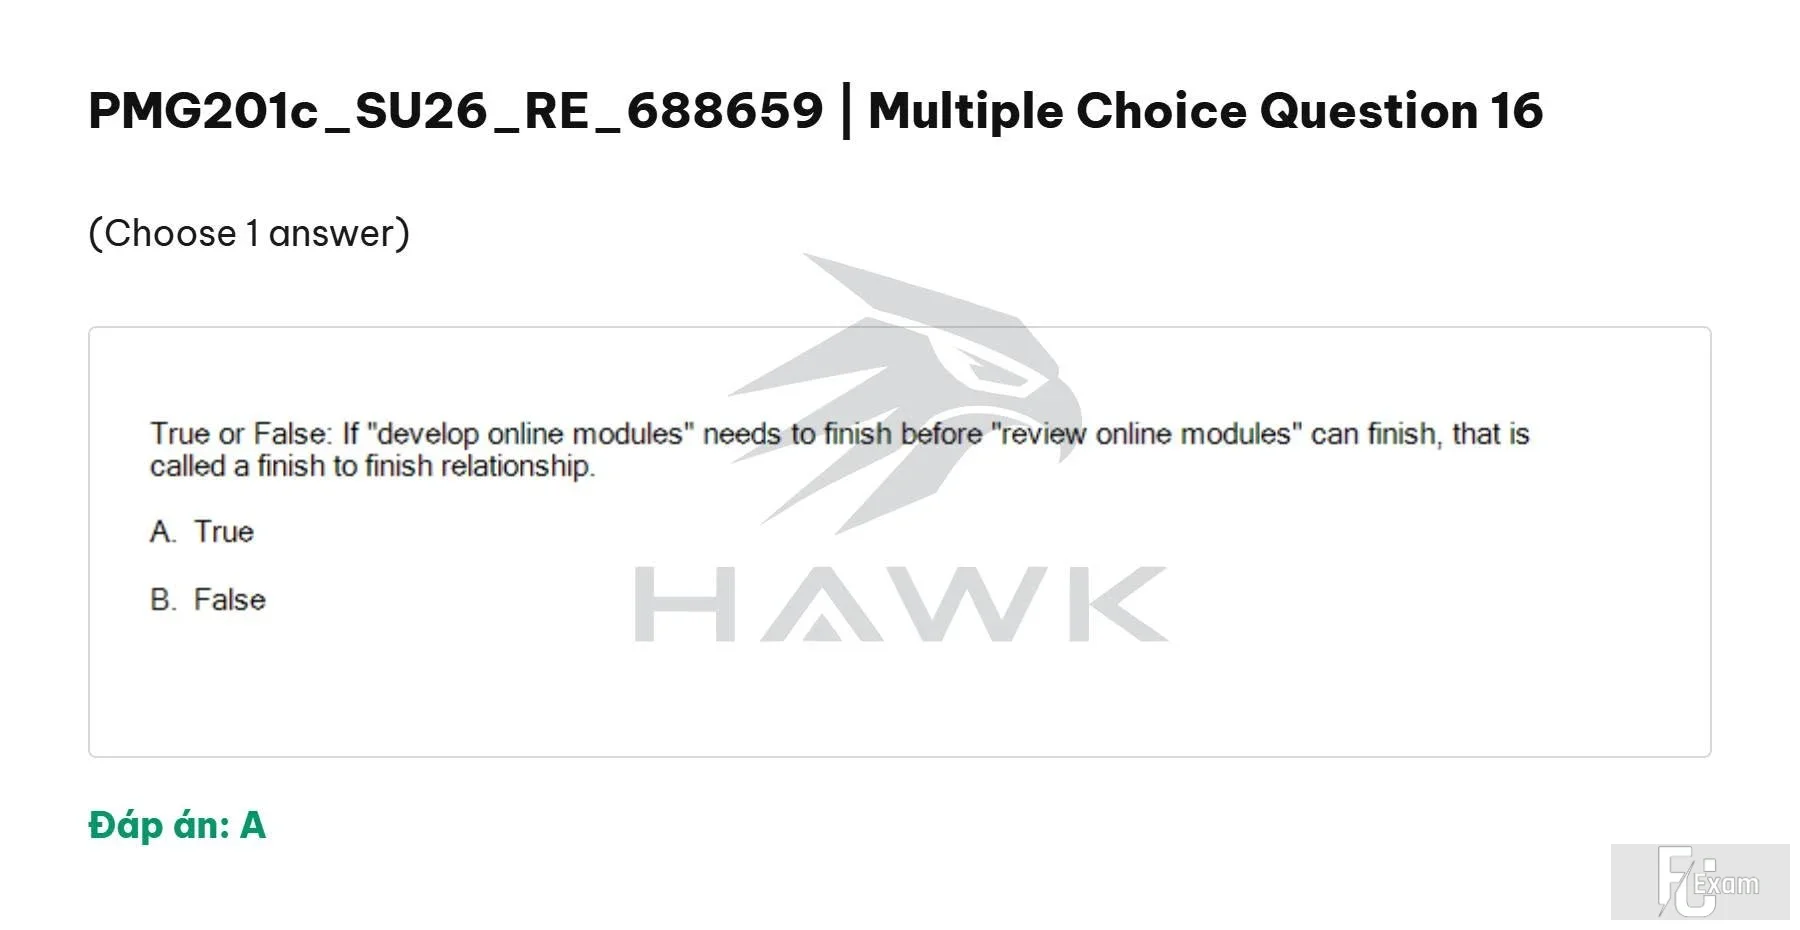 PMG201c_SU26_RE_688659 | Multiple Choice Question 16
(Choose 1 answer)
True or False: If "develop online modules" needs to finish before "review online modules" can finish, that is
called a finish to finish relationship.
A. True
B. False
HAWK
Đáp án: A
FU Exam